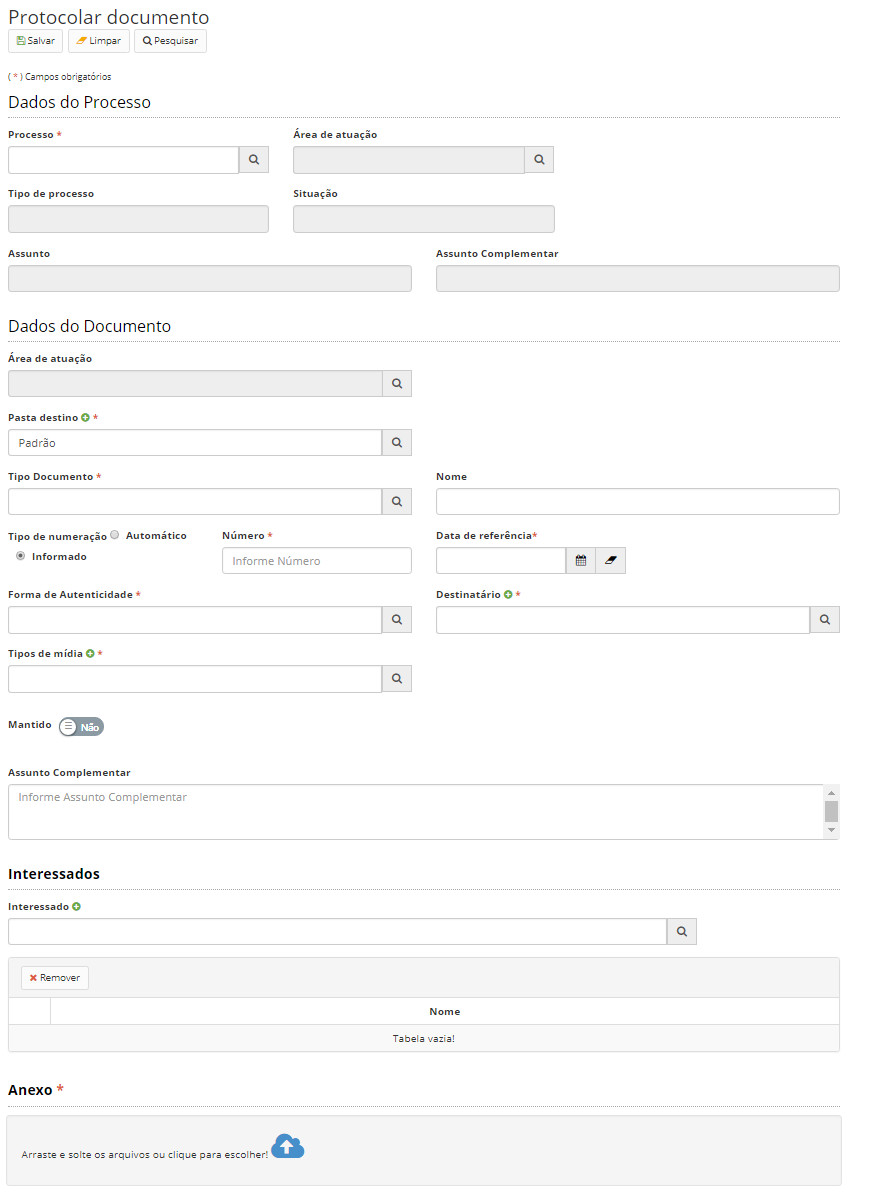 Protocolar documento
Salvar Limpar Pesquisar
( * ) Campos obrigatórios
Dados do Processo
Processo * Área de atuação
Tipo de processo Situação
Assunto Assunto Complementar
Dados do Documento
Área de atuação
Pasta destino *
Padrão
Tipo Documento * Nome
Tipo de numeração Automático Número * Data de referência*
Informado Informe Número
Forma de Autenticidade * Destinatário *
Tipos de mídia *
Mantido Não
Assunto Complementar
Informe Assunto Complementar
Interessados
Interessado
Remover
Nome
Tabela vazia!
Anexo *
Arraste e solte os arquivos ou clique para escolher!